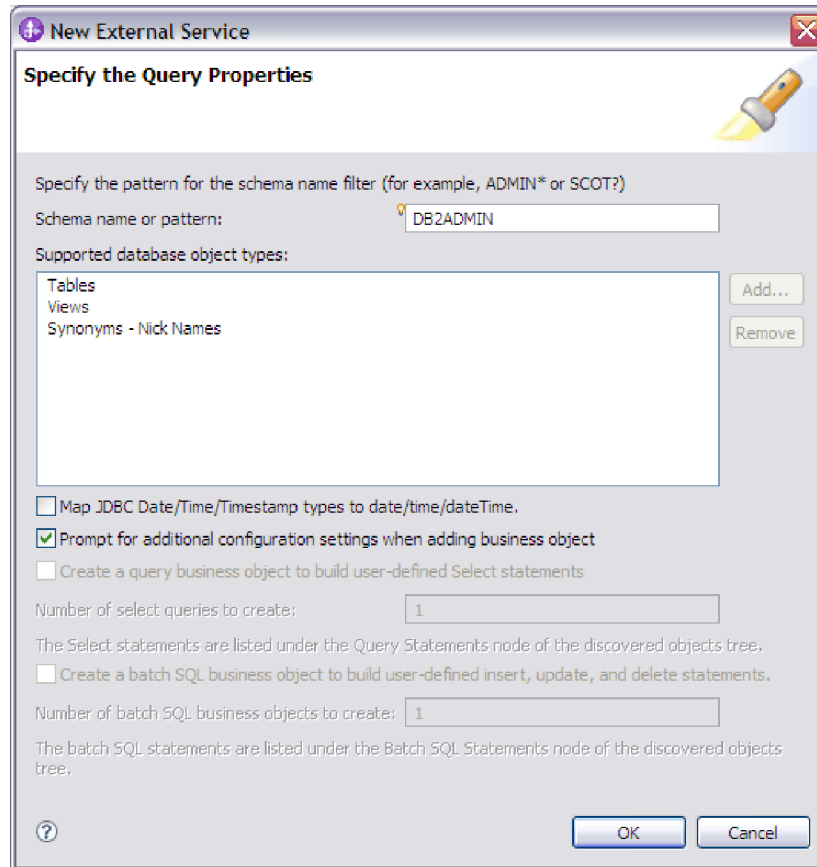 New External Service
Specify the Query Properties
Specify the pattern for the schema name filter (for example, ADMIN* or SCOT?)
Schema name or pattern: DB2ADMIN
Supported database object types:
Tables
Views
Synonyms - Nick Names
Add...
Remove
Map JDBC Date/Time/Timestamp types to date/time/dateTime.
Prompt for additional configuration settings when adding business object
Create a query business object to build user-defined Select statements
Number of select queries to create: 1
The Select statements are listed under the Query Statements node of the discovered objects tree.
Create a batch SQL business object to build user-defined insert, update, and delete statements.
Number of batch SQL business objects to create: 1
The batch SQL statements are listed under the Batch SQL Statements node of the discovered objects
tree.
? OK Cancel